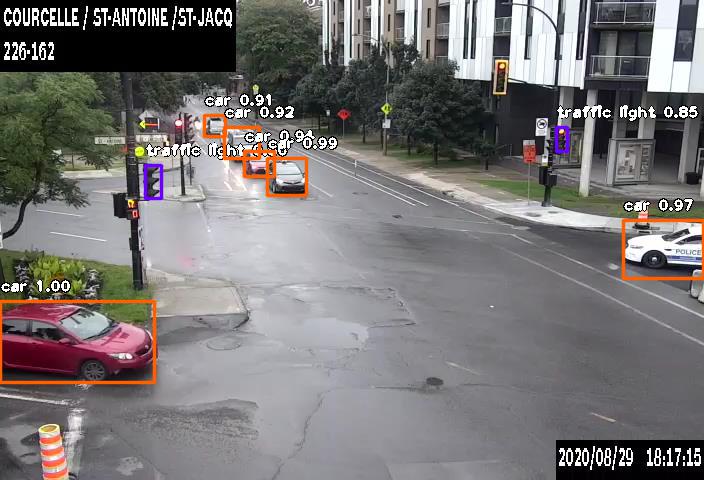 COURCELLE / ST-ANTOINE /ST-JACQ
226-162
car 0.91
car 0.92
car 0.94
car 0.99
traffic light 0.85
traffic light
car 0.97
POLICE
car 1.00
2020/08/29 18:17:15